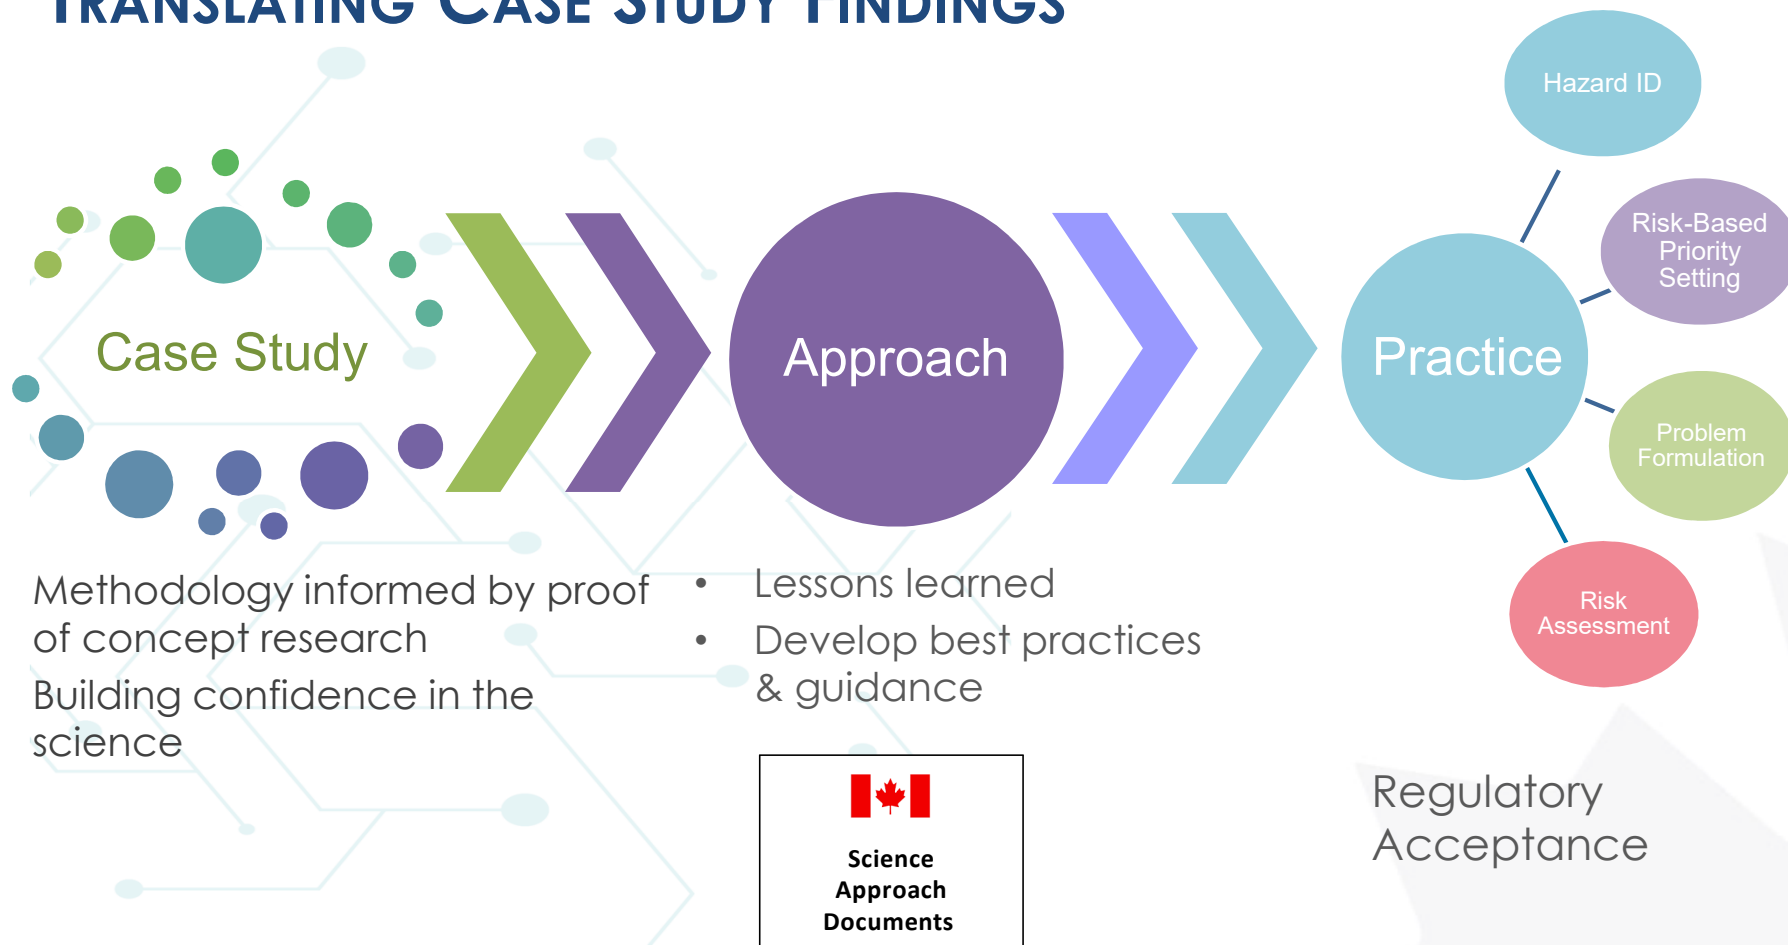 TRANSLATING CASE STUDY FINDINGS
Hazard ID
Risk-Based
Priority
Setting
Case Study
Approach
Practice
Problem
Formulation
Risk
Assessment
Methodology informed by proof
of concept research
Building confidence in the
science
• Lessons learned
• Develop best practices
& guidance
Science
Approach
Documents
Regulatory
Acceptance